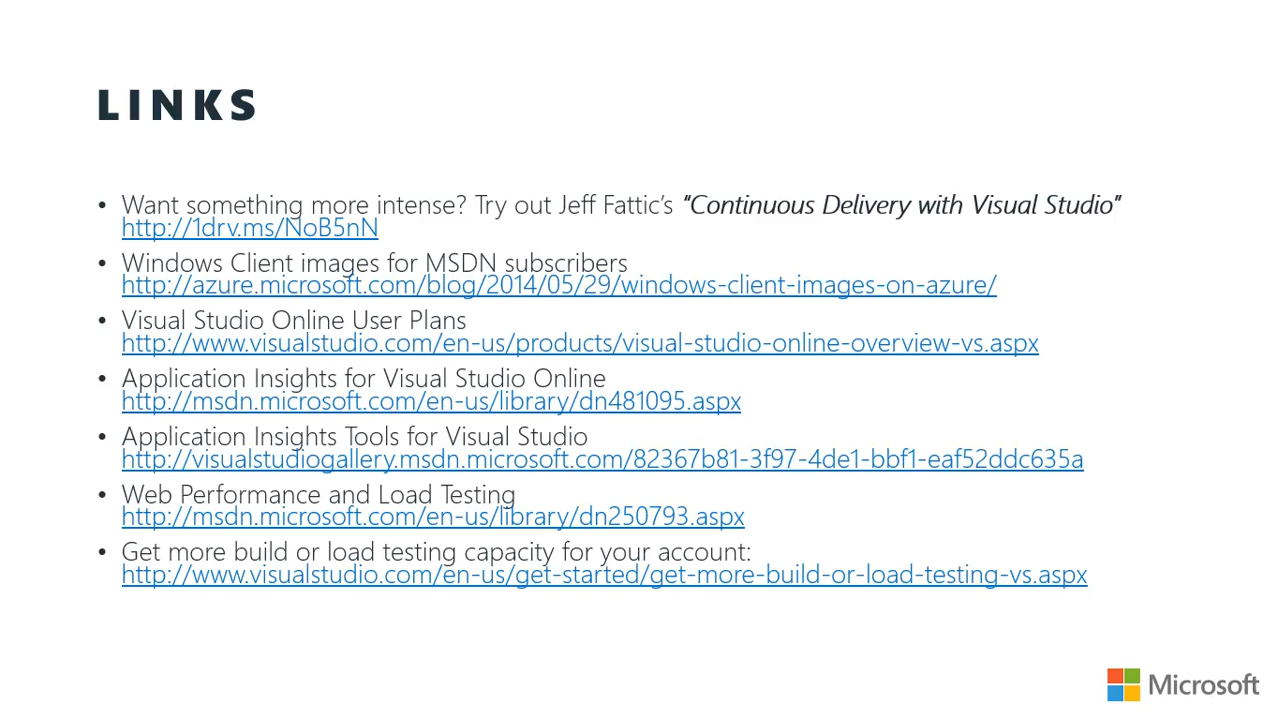 LINKS
• Want something more intense? Try out Jeff Fattic’s "Continuous Delivery with Visual Studio"
http://1drv.ms/NoB5nN
• Windows Client images for MSDN subscribers
http://azure.microsoft.com/blog/2014/05/29/windows-client-images-on-azure/
• Visual Studio Online User Plans
http://www.visualstudio.com/en-us/products/visual-studio-online-overview-vs.aspx
• Application Insights for Visual Studio Online
http://msdn.microsoft.com/en-us/library/dn481095.aspx
• Application Insights Tools for Visual Studio
http://visualstudiogallery.msdn.microsoft.com/82367b81-3f97-4de1-bbf1-eaf52ddc635a
• Web Performance and Load Testing
http://msdn.microsoft.com/en-us/library/dn250793.aspx
• Get more build or load testing capacity for your account:
http://www.visualstudio.com/en-us/get-started/get-more-build-or-load-testing-vs.aspx
Microsoft